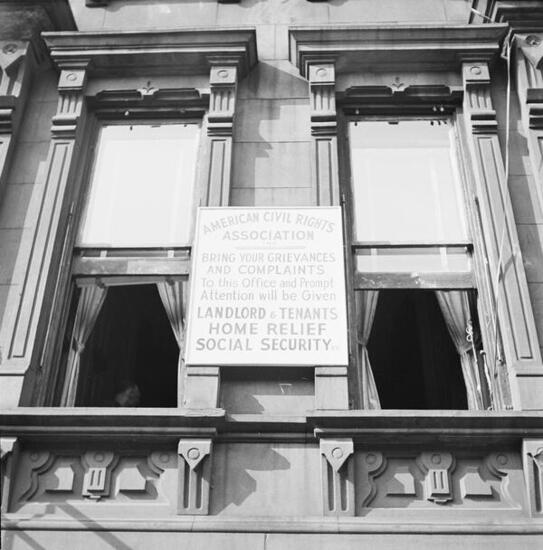 AMERICAN CIVIL RIGHTS
ASSOCIATION
BRING YOUR GRIEVANCES
AND COMPLAINTS
To this Office and Prompt
Attention will be Given
LANDLORD & TENANTS
HOME RELIEF
SOCIAL SECURITY